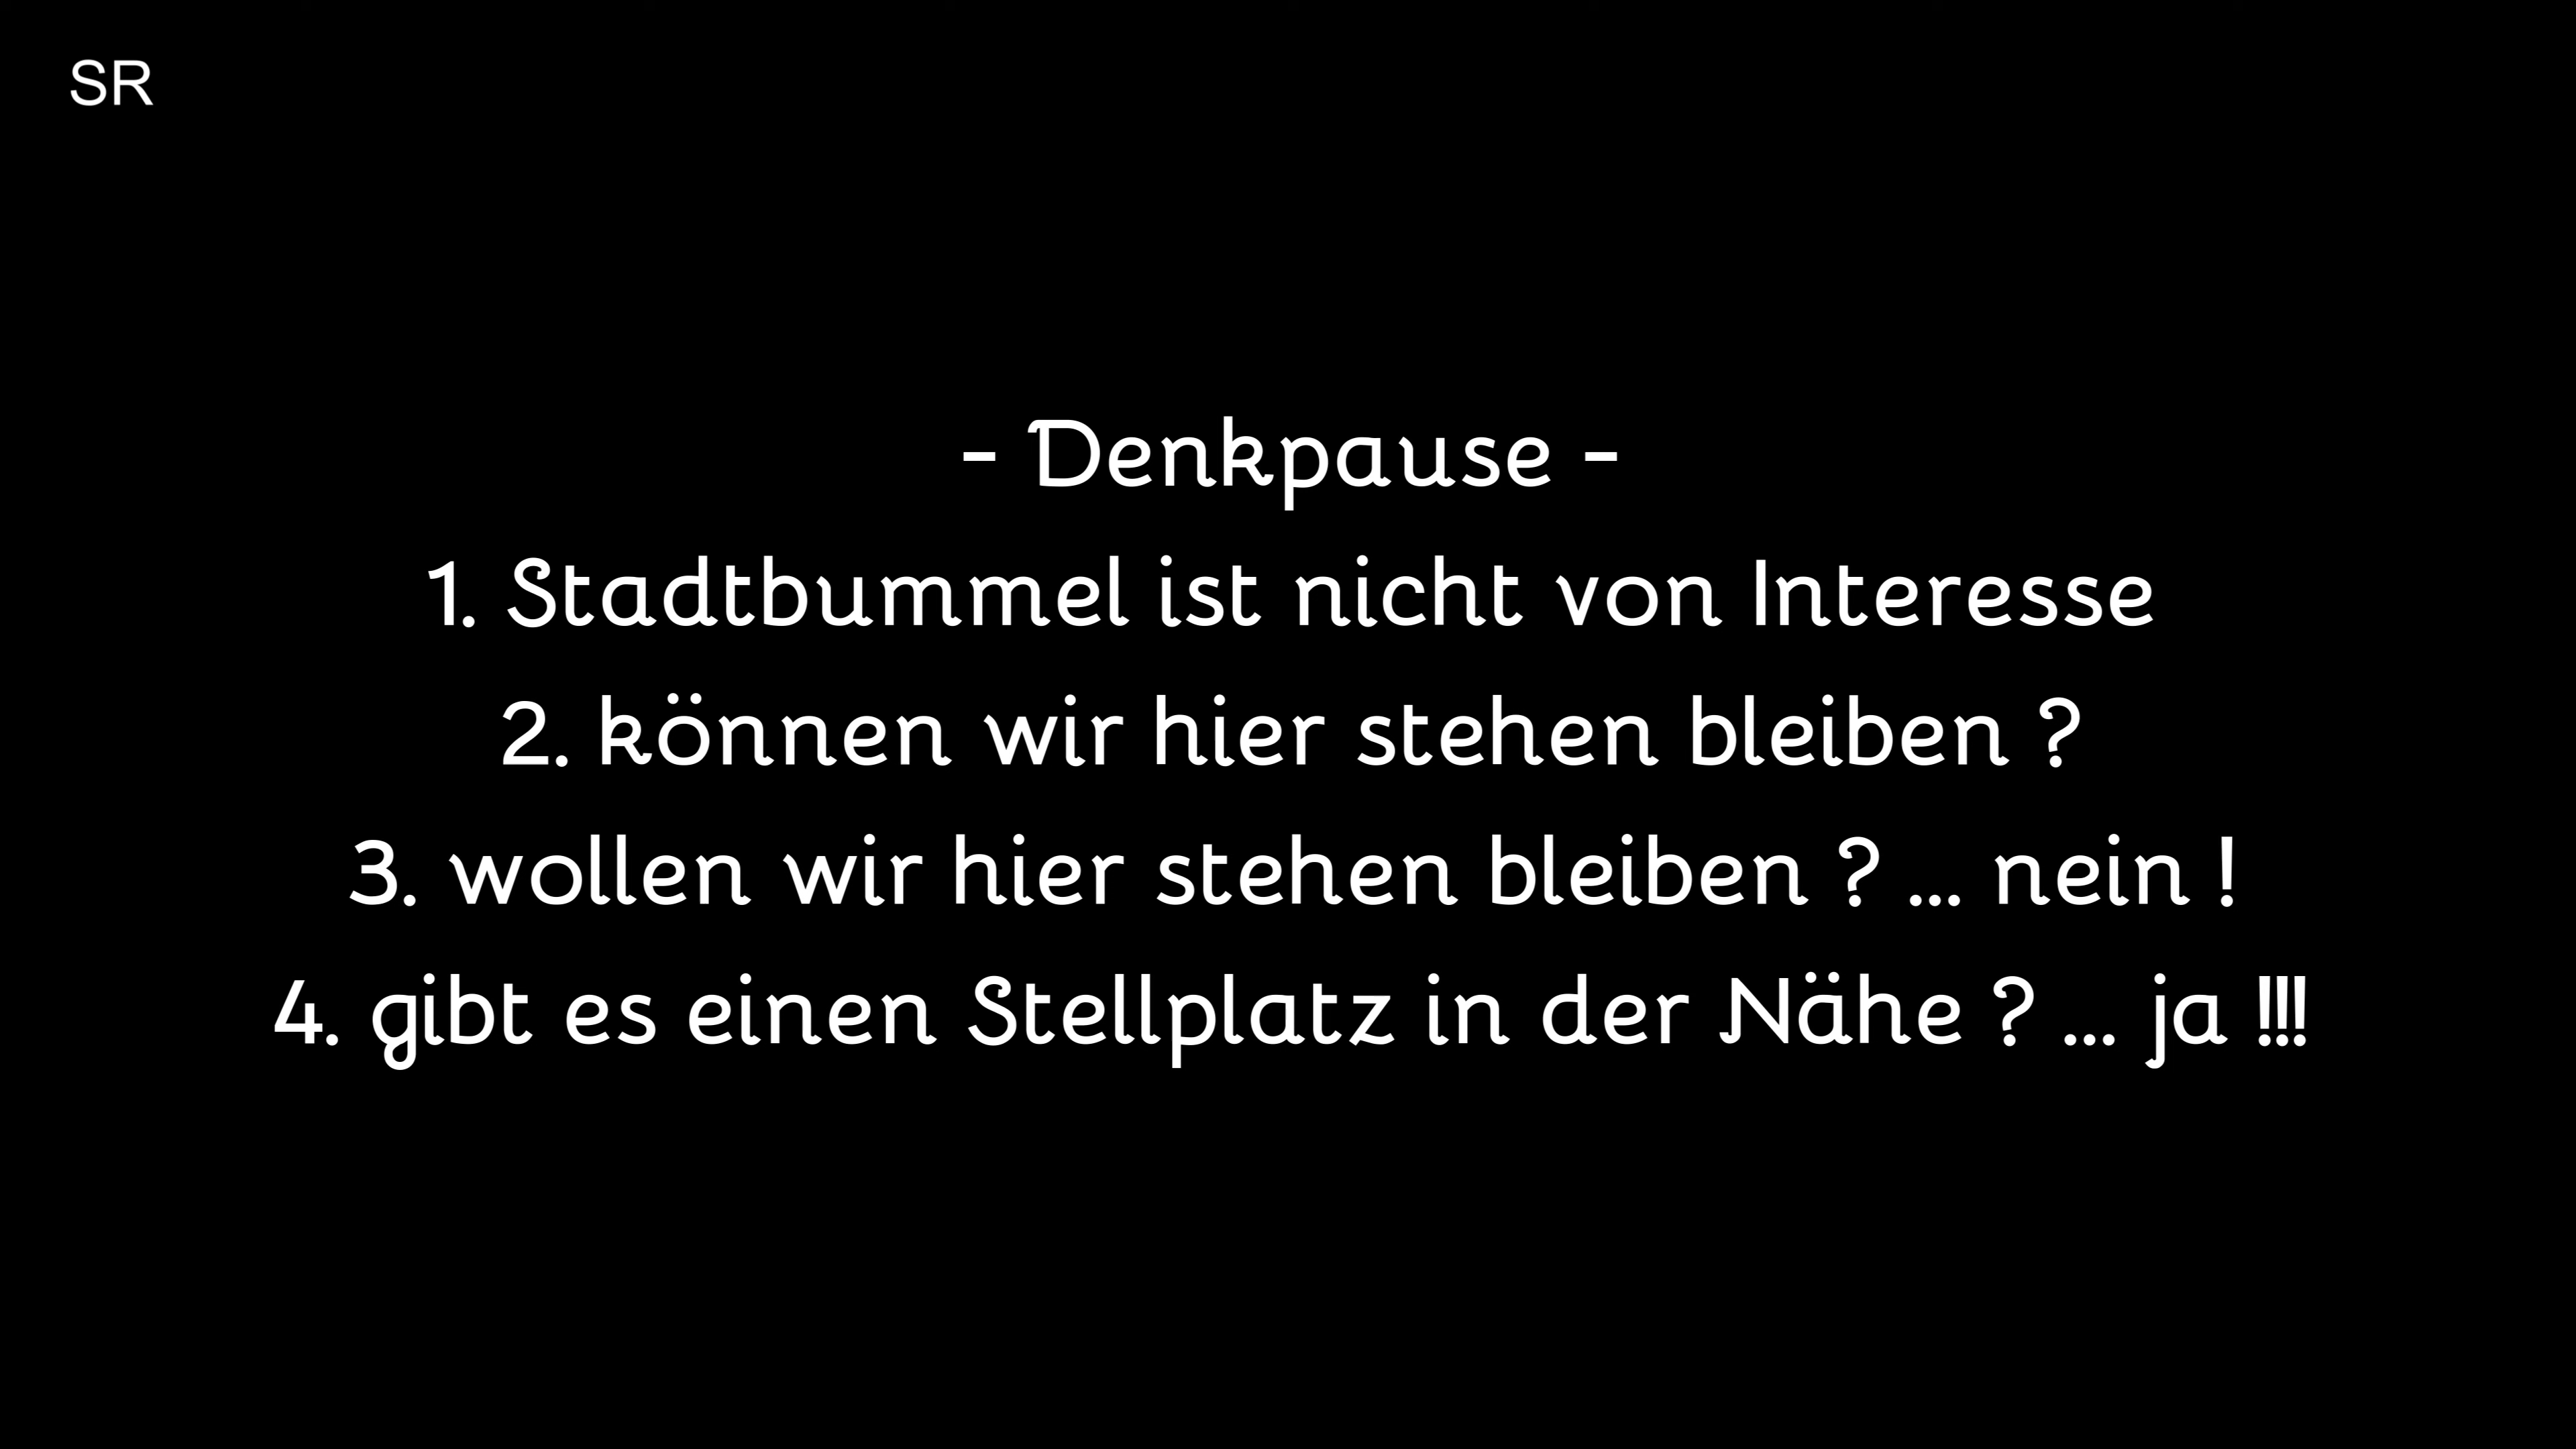 SR
- Denkpause -
1. Stadtbummel ist nicht von Interesse
2. können wir hier stehen bleiben ?
3. wollen wir hier stehen bleiben ? ... nein !
4. gibt es einen Stellplatz in der Nähe ? ... ja !!!